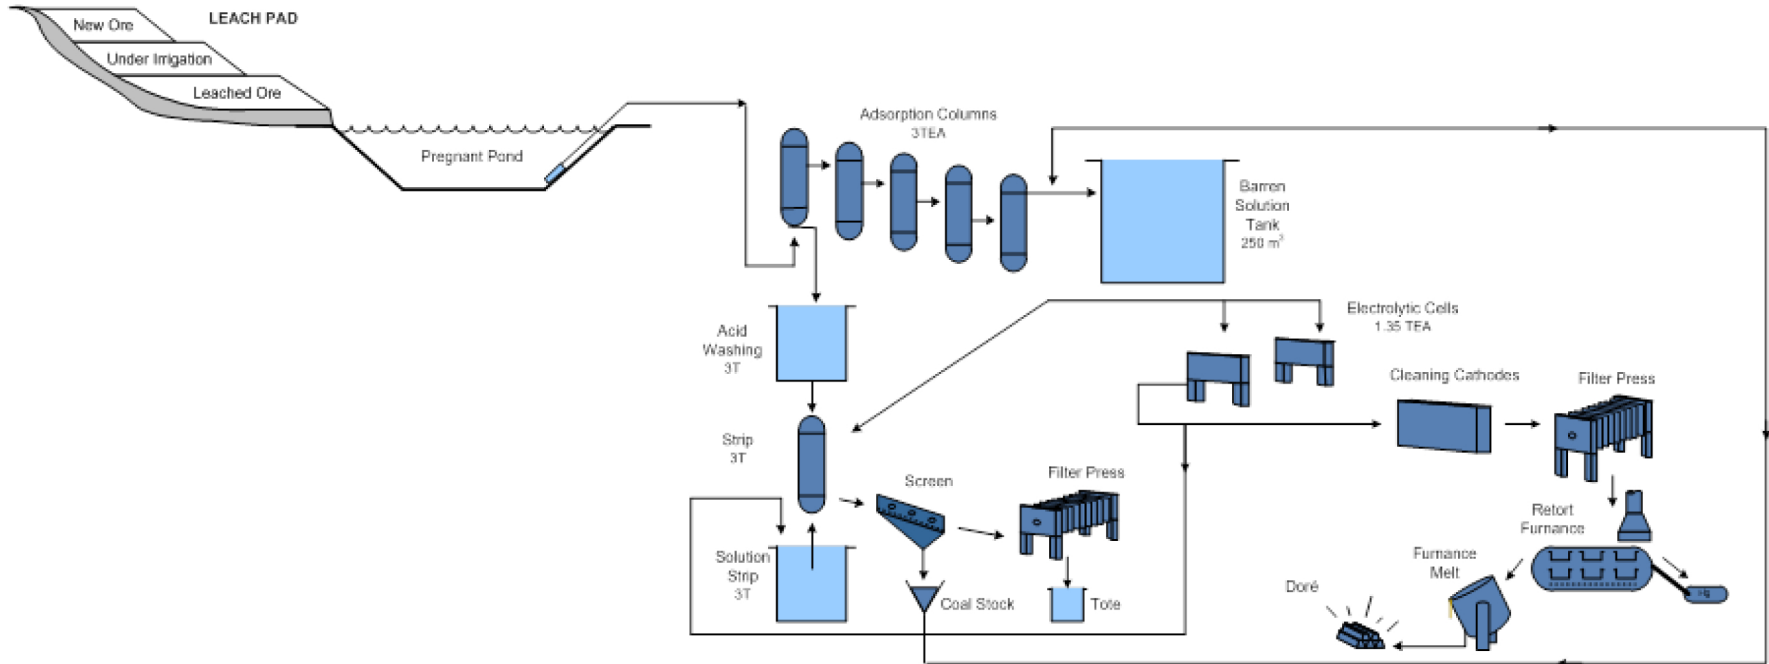 LEACH PAD
New Ore
Under Irrigation
Leached Ore
Pregnant Pond
Adsorption Columns
3TEA
Barren
Solution
Tank
250 m³
Electrolytic Cells
1.35 TEA
Acid
Washing
3T
Cleaning Cathodes
Filter Press
Strip
3T
Screen
Filter Press
Retort
Furnance
Solution
Strip
3T
Coal Stock
Tote
Furnance
Melt
Doré
Hg